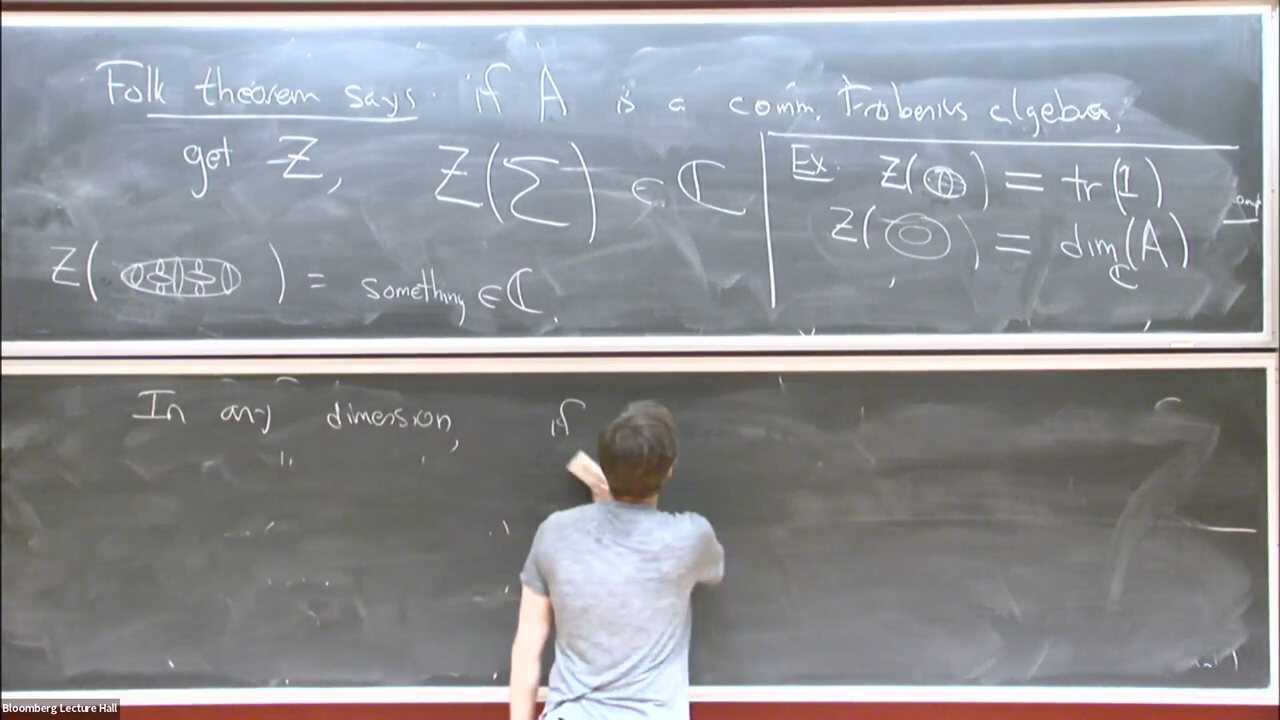 Folk theorem says: if A is a comm. Frobenius algebra,
get Z, Z(Σ) ∈ ℂ
Z( ) = something ∈ ℂ.
Ex: Z( ) = tr(1)
Z( ) = dim_ℂ(A)
In any dimension, if
Bloomberg Lecture Hall